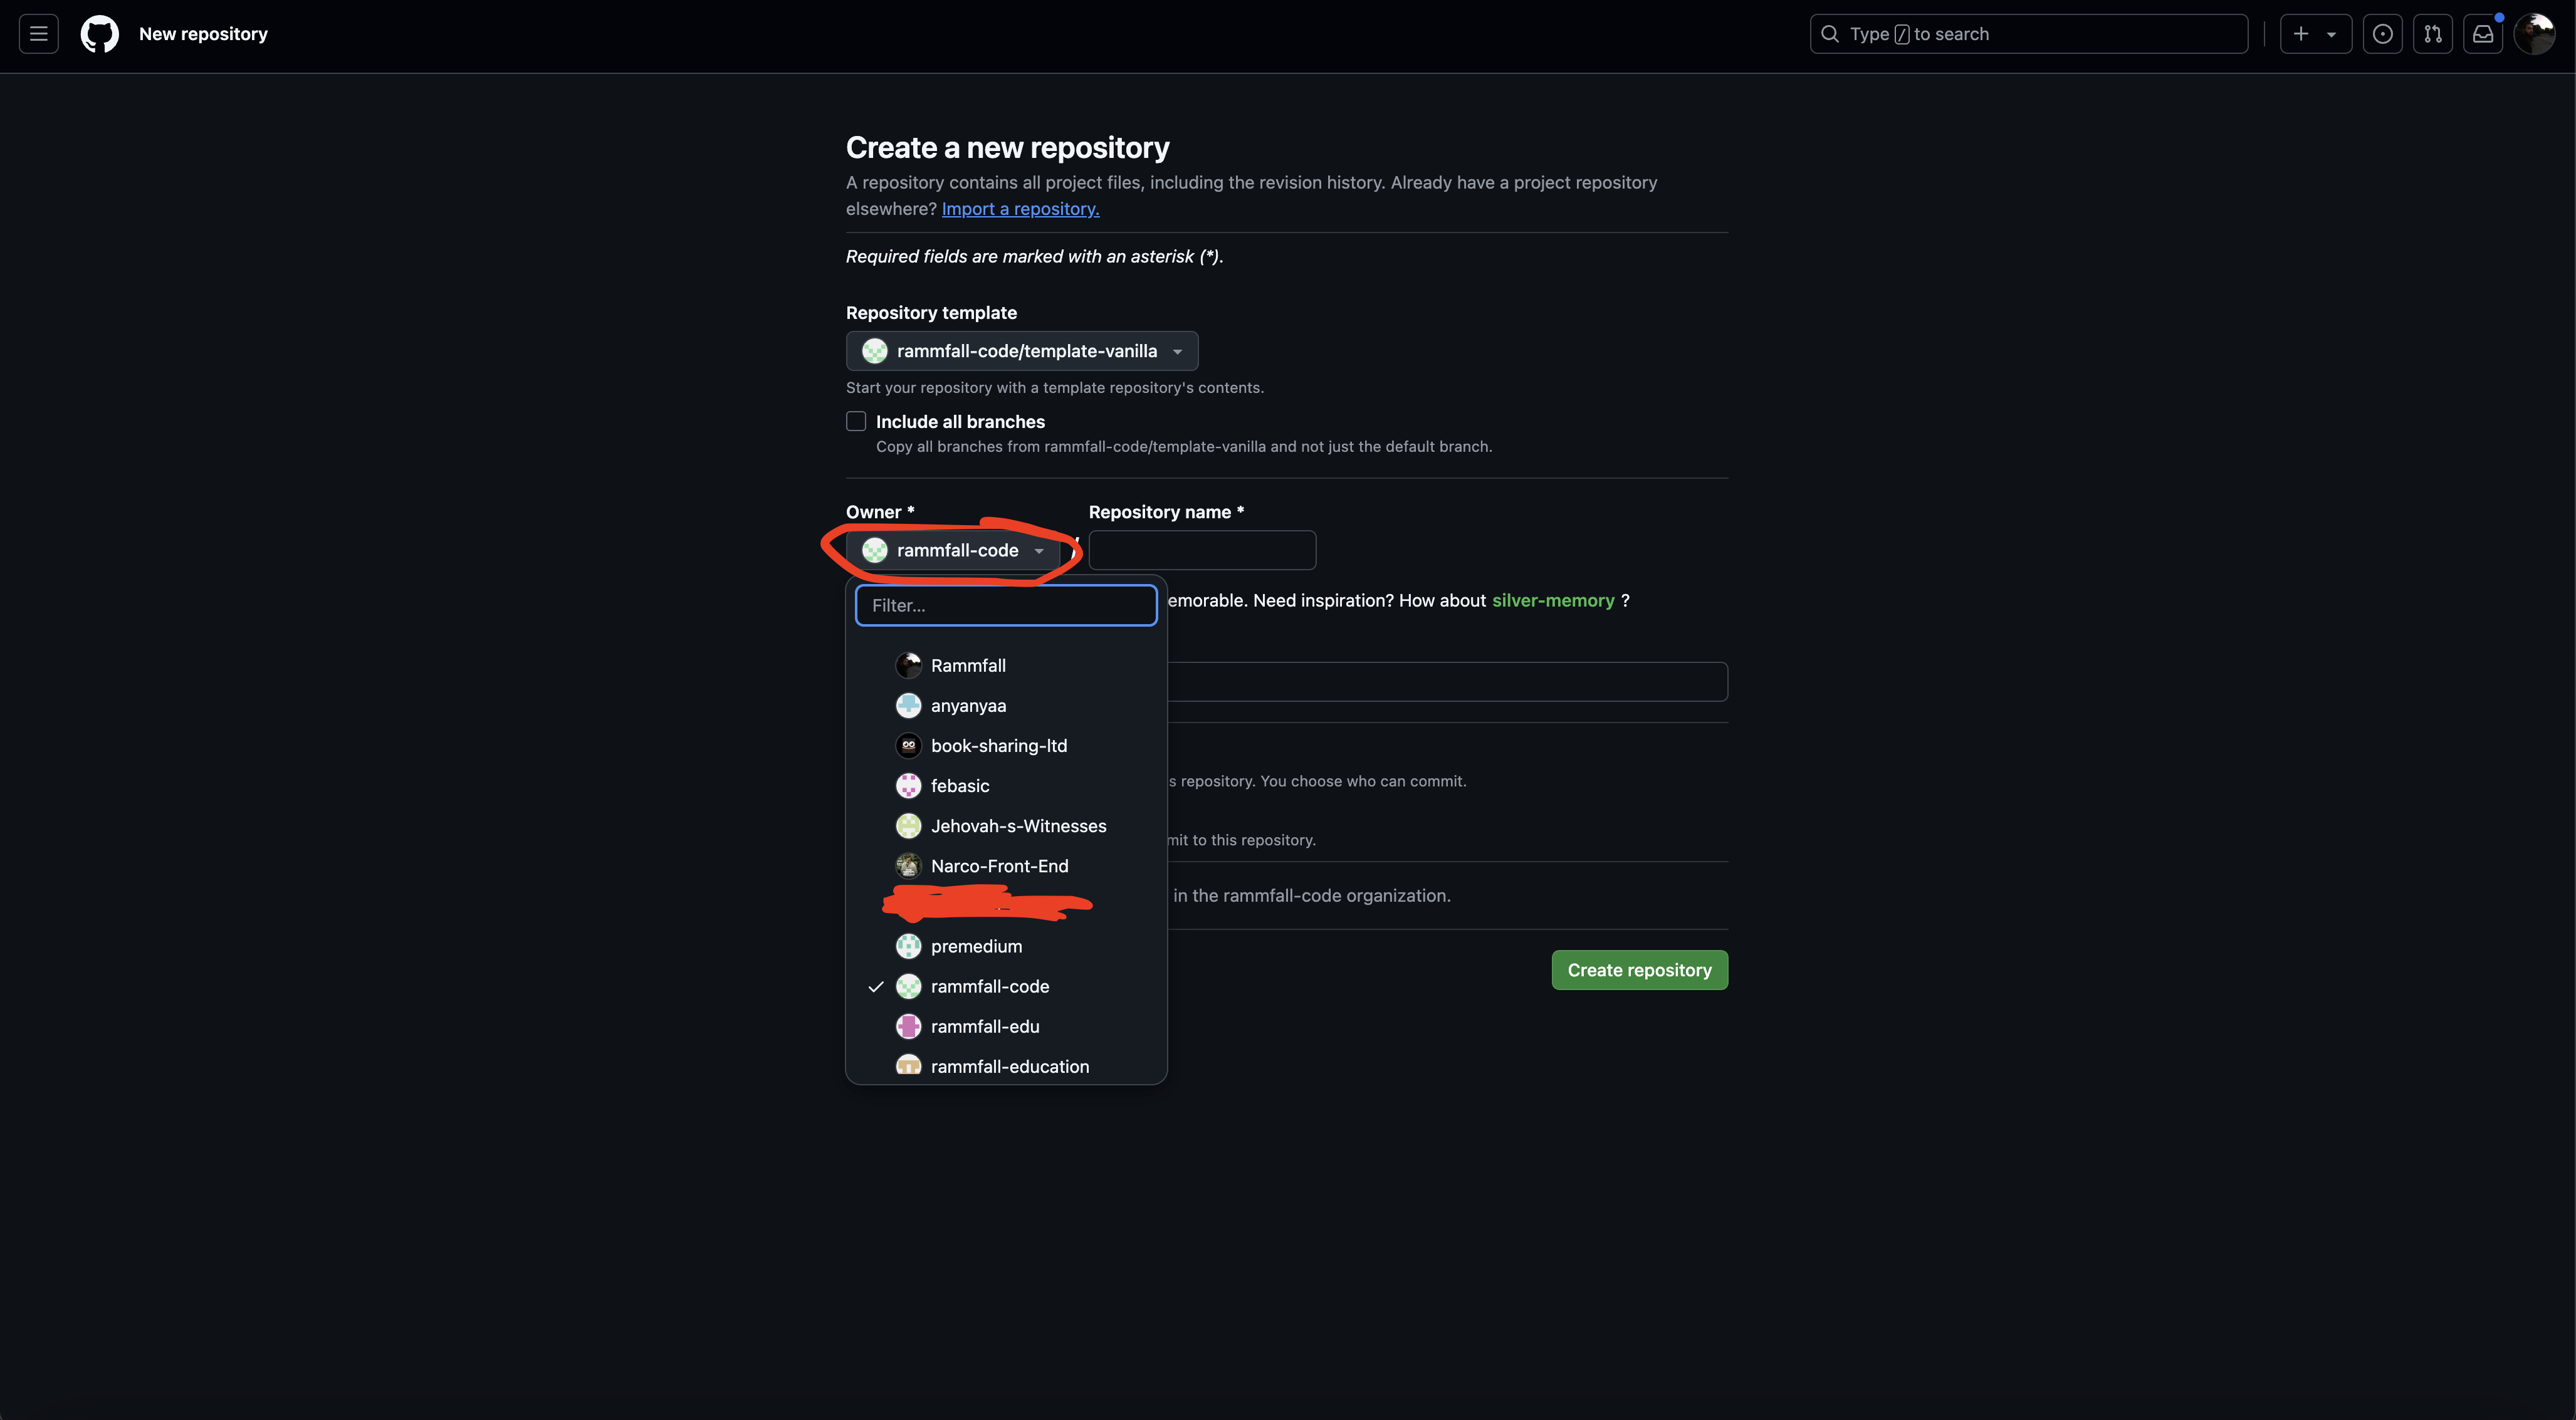 New repository
Type / to search
Create a new repository
A repository contains all project files, including the revision history. Already have a project repository
elsewhere? Import a repository.
Required fields are marked with an asterisk (*).
Repository template
rammfall-code/template-vanilla
Start your repository with a template repository's contents.
Include all branches
Copy all branches from rammfall-code/template-vanilla and not just the default branch.
Owner * Repository name *
rammfall-code /
Filter...
emorable. Need inspiration? How about silver-memory ?
Rammfall
anyanyaa
book-sharing-ltd
febasic
s repository. You choose who can commit.
Jehovah-s-Witnesses
mit to this repository.
Narco-Front-End
in the rammfall-code organization.
premedium
Create repository
rammfall-code
rammfall-edu
rammfall-education